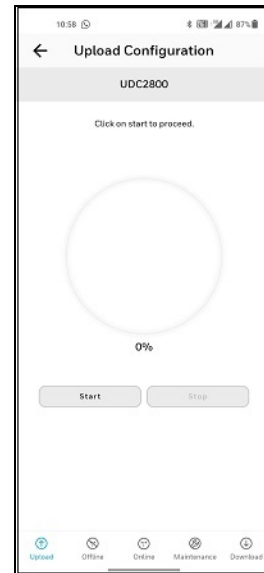 10:58 87%
Upload Configuration
UDC2800
Click on start to proceed.
0%
Start Stop
Upload Offline Online Maintenance Download